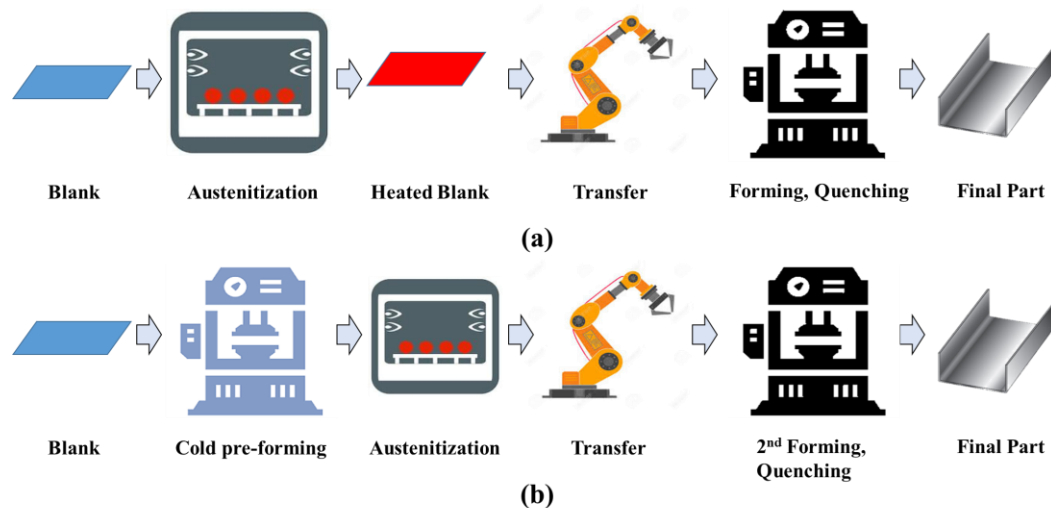 Blank
Austenitization
Heated Blank
Transfer
Forming, Quenching
Final Part
(a)
Blank
Cold pre-forming
Austenitization
Transfer
2nd Forming,
Quenching
Final Part
(b)